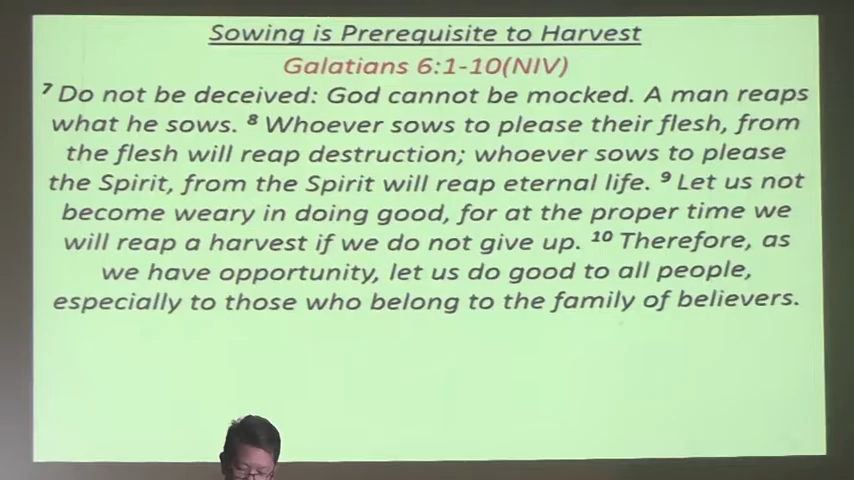 Sowing is Prerequisite to Harvest
Galatians 6:1-10(NIV)
⁷ Do not be deceived: God cannot be mocked. A man reaps
what he sows. ⁸ Whoever sows to please their flesh, from
the flesh will reap destruction; whoever sows to please
the Spirit, from the Spirit will reap eternal life. ⁹ Let us not
become weary in doing good, for at the proper time we
will reap a harvest if we do not give up. ¹⁰ Therefore, as
we have opportunity, let us do good to all people,
especially to those who belong to the family of believers.